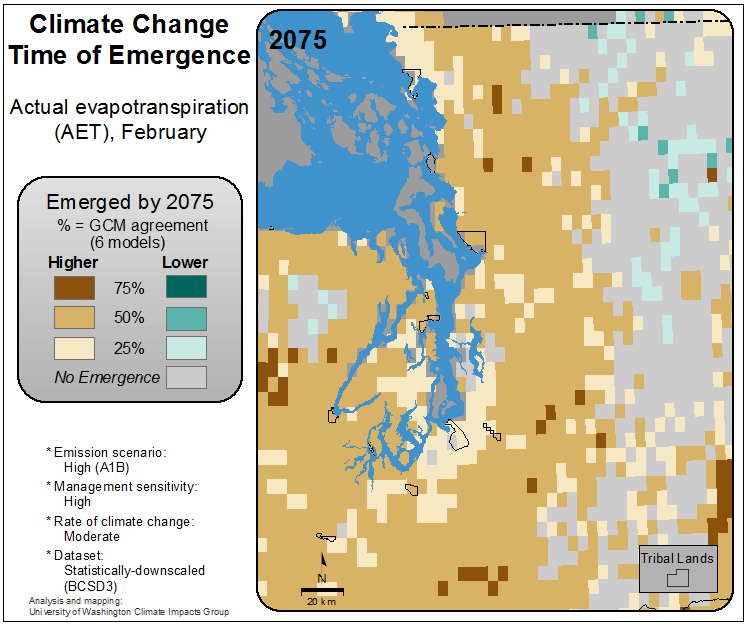 Climate Change
Time of Emergence
Actual evapotranspiration
(AET), February
Emerged by 2075
% = GCM agreement
(6 models)
Higher Lower
75%
50%
25%
No Emergence
* Emission scenario:
High (A1B)
* Management sensitivity:
High
* Rate of climate change:
Moderate
* Dataset:
Statistically-downscaled
(BCSD3)
Analysis and mapping:
University of Washington Climate Impacts Group
2075
N
20 km
Tribal Lands